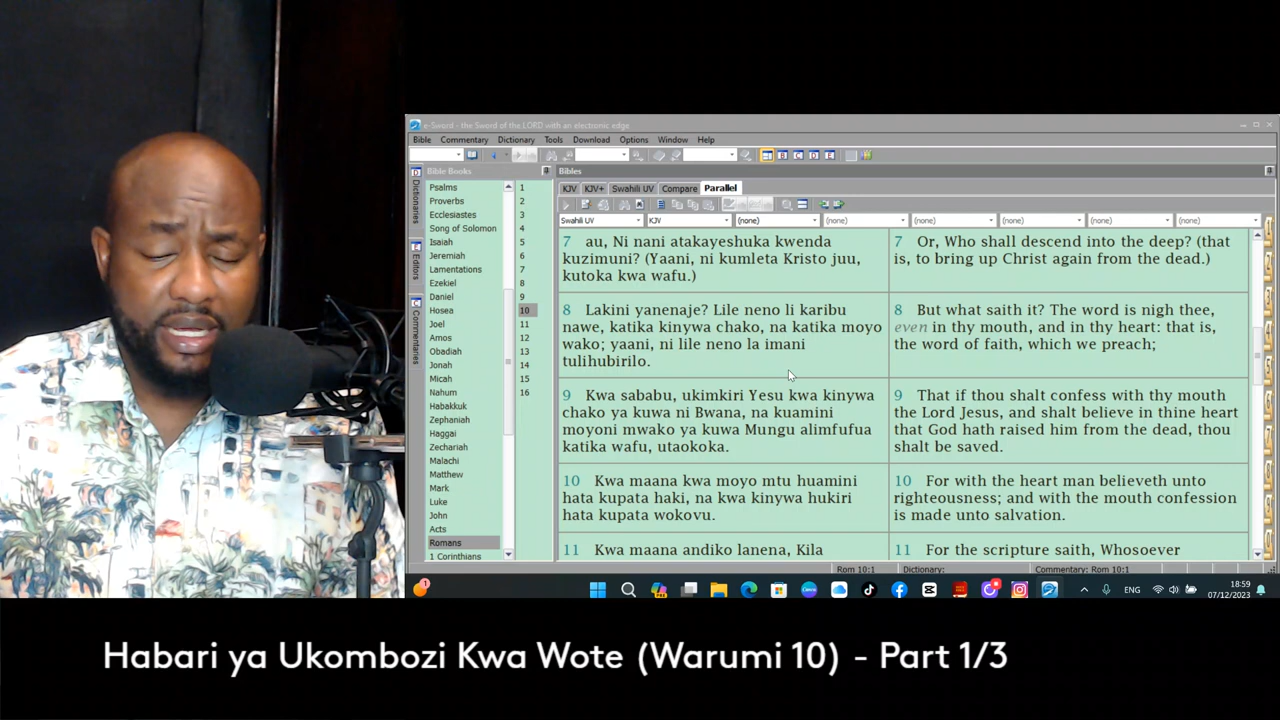 e-Sword - the Sword of the LORD with an electronic edge
Bible Commentary Dictionary Tools Download Options Window Help
Bible Books
Bibles
Dictionaries
Editors
Commentaries
Psalms
Proverbs
Ecclesiastes
Song of Solomon
Isaiah
Jeremiah
Lamentations
Ezekiel
Daniel
Hosea
Joel
Amos
Obadiah
Jonah
Micah
Nahum
Habakkuk
Zephaniah
Haggai
Zechariah
Malachi
Matthew
Mark
Luke
John
Acts
Romans
1 Corinthians
1
2
3
4
5
6
7
8
9
10
11
12
13
14
15
16
KJV KJV+ Swahili UV Compare Parallel
Swahili UV KJV (none) (none) (none) (none) (none) (none)
7 au, Ni nani atakayeshuka kwenda
kuzimuni? (Yaani, ni kumleta Kristo juu,
kutoka kwa wafu.)
7 Or, Who shall descend into the deep? (that
is, to bring up Christ again from the dead.)
8 Lakini yanenaje? Lile neno li karibu
nawe, katika kinywa chako, na katika moyo
wako; yaani, ni lile neno la imani
tulihubirilo.
8 But what saith it? The word is nigh thee,
even in thy mouth, and in thy heart: that is,
the word of faith, which we preach;
9 Kwa sababu, ukimkiri Yesu kwa kinywa
chako ya kuwa ni Bwana, na kuamini
moyoni mwako ya kuwa Mungu alimfufua
katika wafu, utaokoka.
9 That if thou shalt confess with thy mouth
the Lord Jesus, and shalt believe in thine heart
that God hath raised him from the dead, thou
shalt be saved.
10 Kwa maana kwa moyo mtu huamini
hata kupata haki, na kwa kinywa hukiri
hata kupata wokovu.
10 For with the heart man believeth unto
righteousness; and with the mouth confession
is made unto salvation.
11 Kwa maana andiko lanena, Kila
11 For the scripture saith, Whosoever
Rom 10:1 Dictionary: Commentary: Rom 10:1
ENG
18:59
07/12/2023
Habari ya Ukombozi Kwa Wote (Warumi 10) - Part 1/3